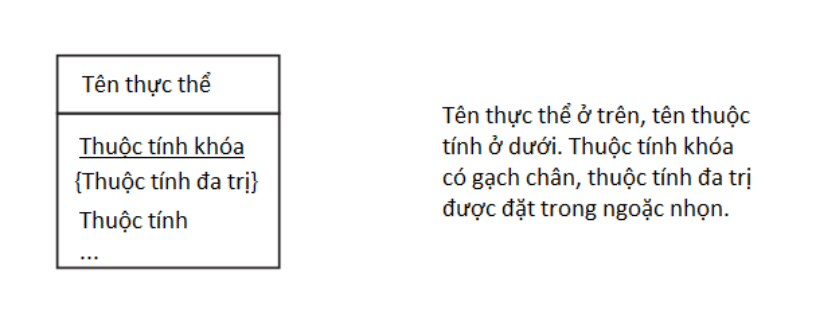 Tên thực thể
Thuộc tính khóa
{Thuộc tính đa trị}
Thuộc tính
...
Tên thực thể ở trên, tên thuộc
tính ở dưới. Thuộc tính khóa
có gạch chân, thuộc tính đa trị
được đặt trong ngoặc nhọn.